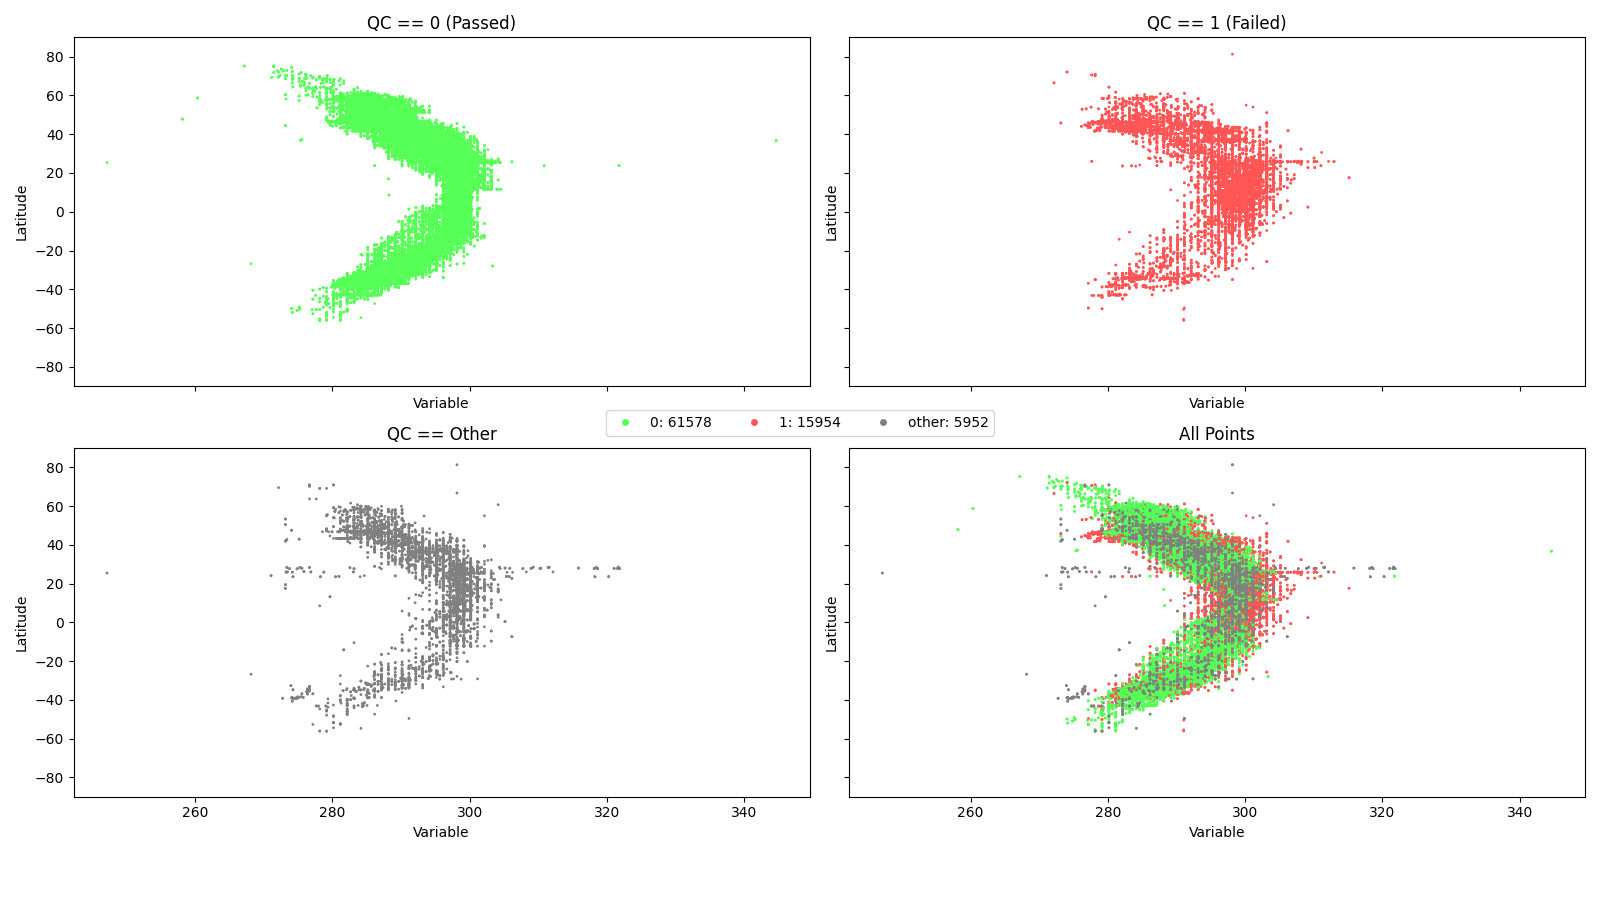 QC == 0 (Passed)
QC == 1 (Failed)
Latitude
80
60
40
20
0
−20
−40
−60
−80
Variable
Latitude
Variable
0: 61578 1: 15954 other: 5952
QC == Other
All Points
Latitude
80
60
40
20
0
−20
−40
−60
−80
260 280 300 320 340
Variable
Latitude
260 280 300 320 340
Variable